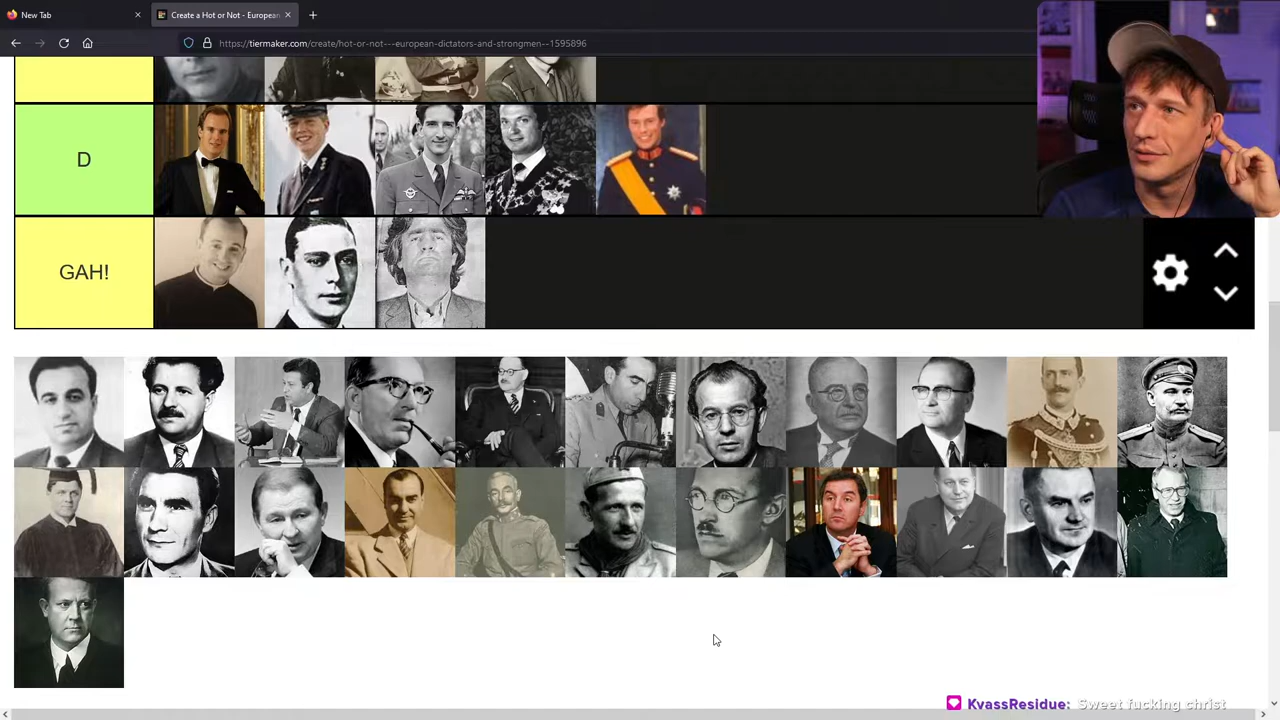 New Tab
Create a Hot or Not - European
https://tiermaker.com/create/hot-or-not---european-dictators-and-strongmen--1595896
D
GAH!
KvassResidue: Sweet fucking christ